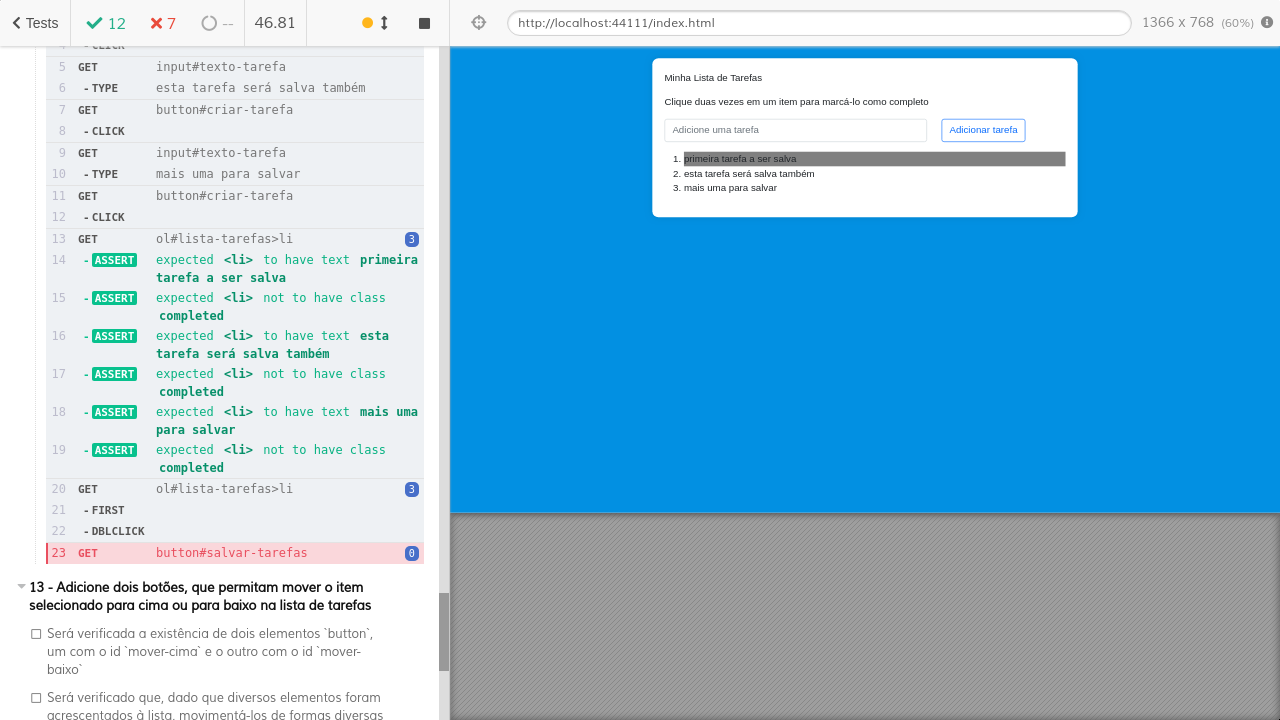 Tests
12
7
--
46.81
http://localhost:44111/index.html
1366 x 768 (60%)
4 - CLICK
5 GET input#texto-tarefa
6 - TYPE esta tarefa será salva também
7 GET button#criar-tarefa
8 - CLICK
9 GET input#texto-tarefa
10 - TYPE mais uma para salvar
11 GET button#criar-tarefa
12 - CLICK
13 GET ol#lista-tarefas>li 3
14 - ASSERT expected <li> to have text primeira
tarefa a ser salva
15 - ASSERT expected <li> not to have class
completed
16 - ASSERT expected <li> to have text esta
tarefa será salva também
17 - ASSERT expected <li> not to have class
completed
18 - ASSERT expected <li> to have text mais uma
para salvar
19 - ASSERT expected <li> not to have class
completed
20 GET ol#lista-tarefas>li 3
21 - FIRST
22 - DBLCLICK
23 GET button#salvar-tarefas 0
13 - Adicione dois botões, que permitam mover o item
selecionado para cima ou para baixo na lista de tarefas
Será verificada a existência de dois elementos `button`,
um com o id `mover-cima` e o outro com o id `mover-
baixo`
Será verificado que, dado que diversos elementos foram
acrescentados à lista, movimentá-los de formas diversas
Minha Lista de Tarefas
Clique duas vezes em um item para marcá-lo como completo
Adicione uma tarefa
Adicionar tarefa
1. primeira tarefa a ser salva
2. esta tarefa será salva também
3. mais uma para salvar